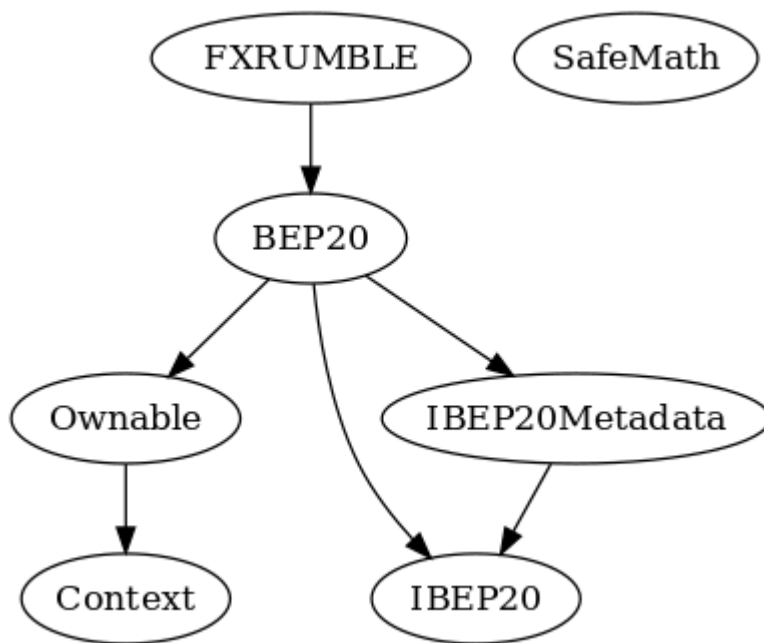 FXRUMBLE
SafeMath
BEP20
Ownable
IBEP20Metadata
Context
IBEP20